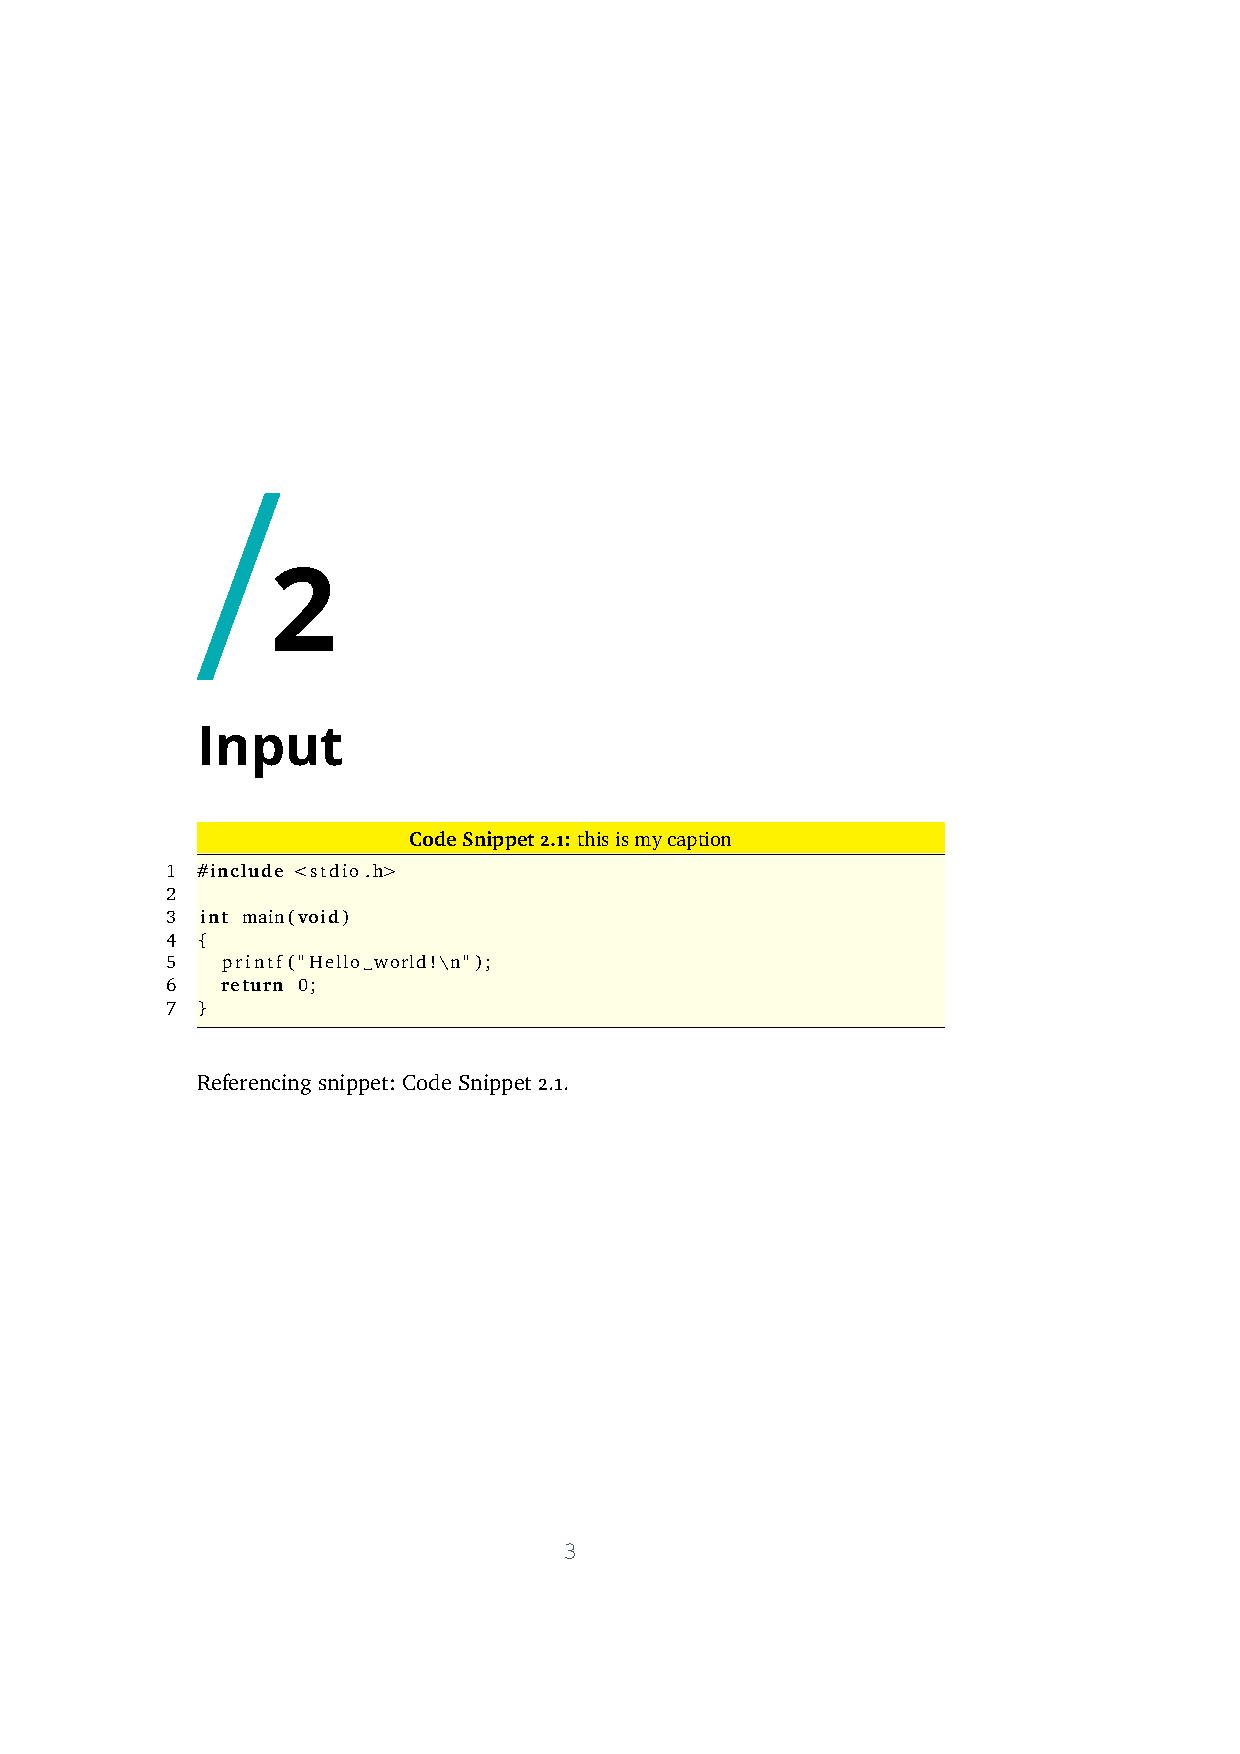 2
Input
Code Snippet 2.1: this is my caption
1 #include <stdio.h>
2
3 int main(void)
4 {
5 printf("Hello␣world!\n");
6 return 0;
7 }
Referencing snippet: Code Snippet 2.1.
3